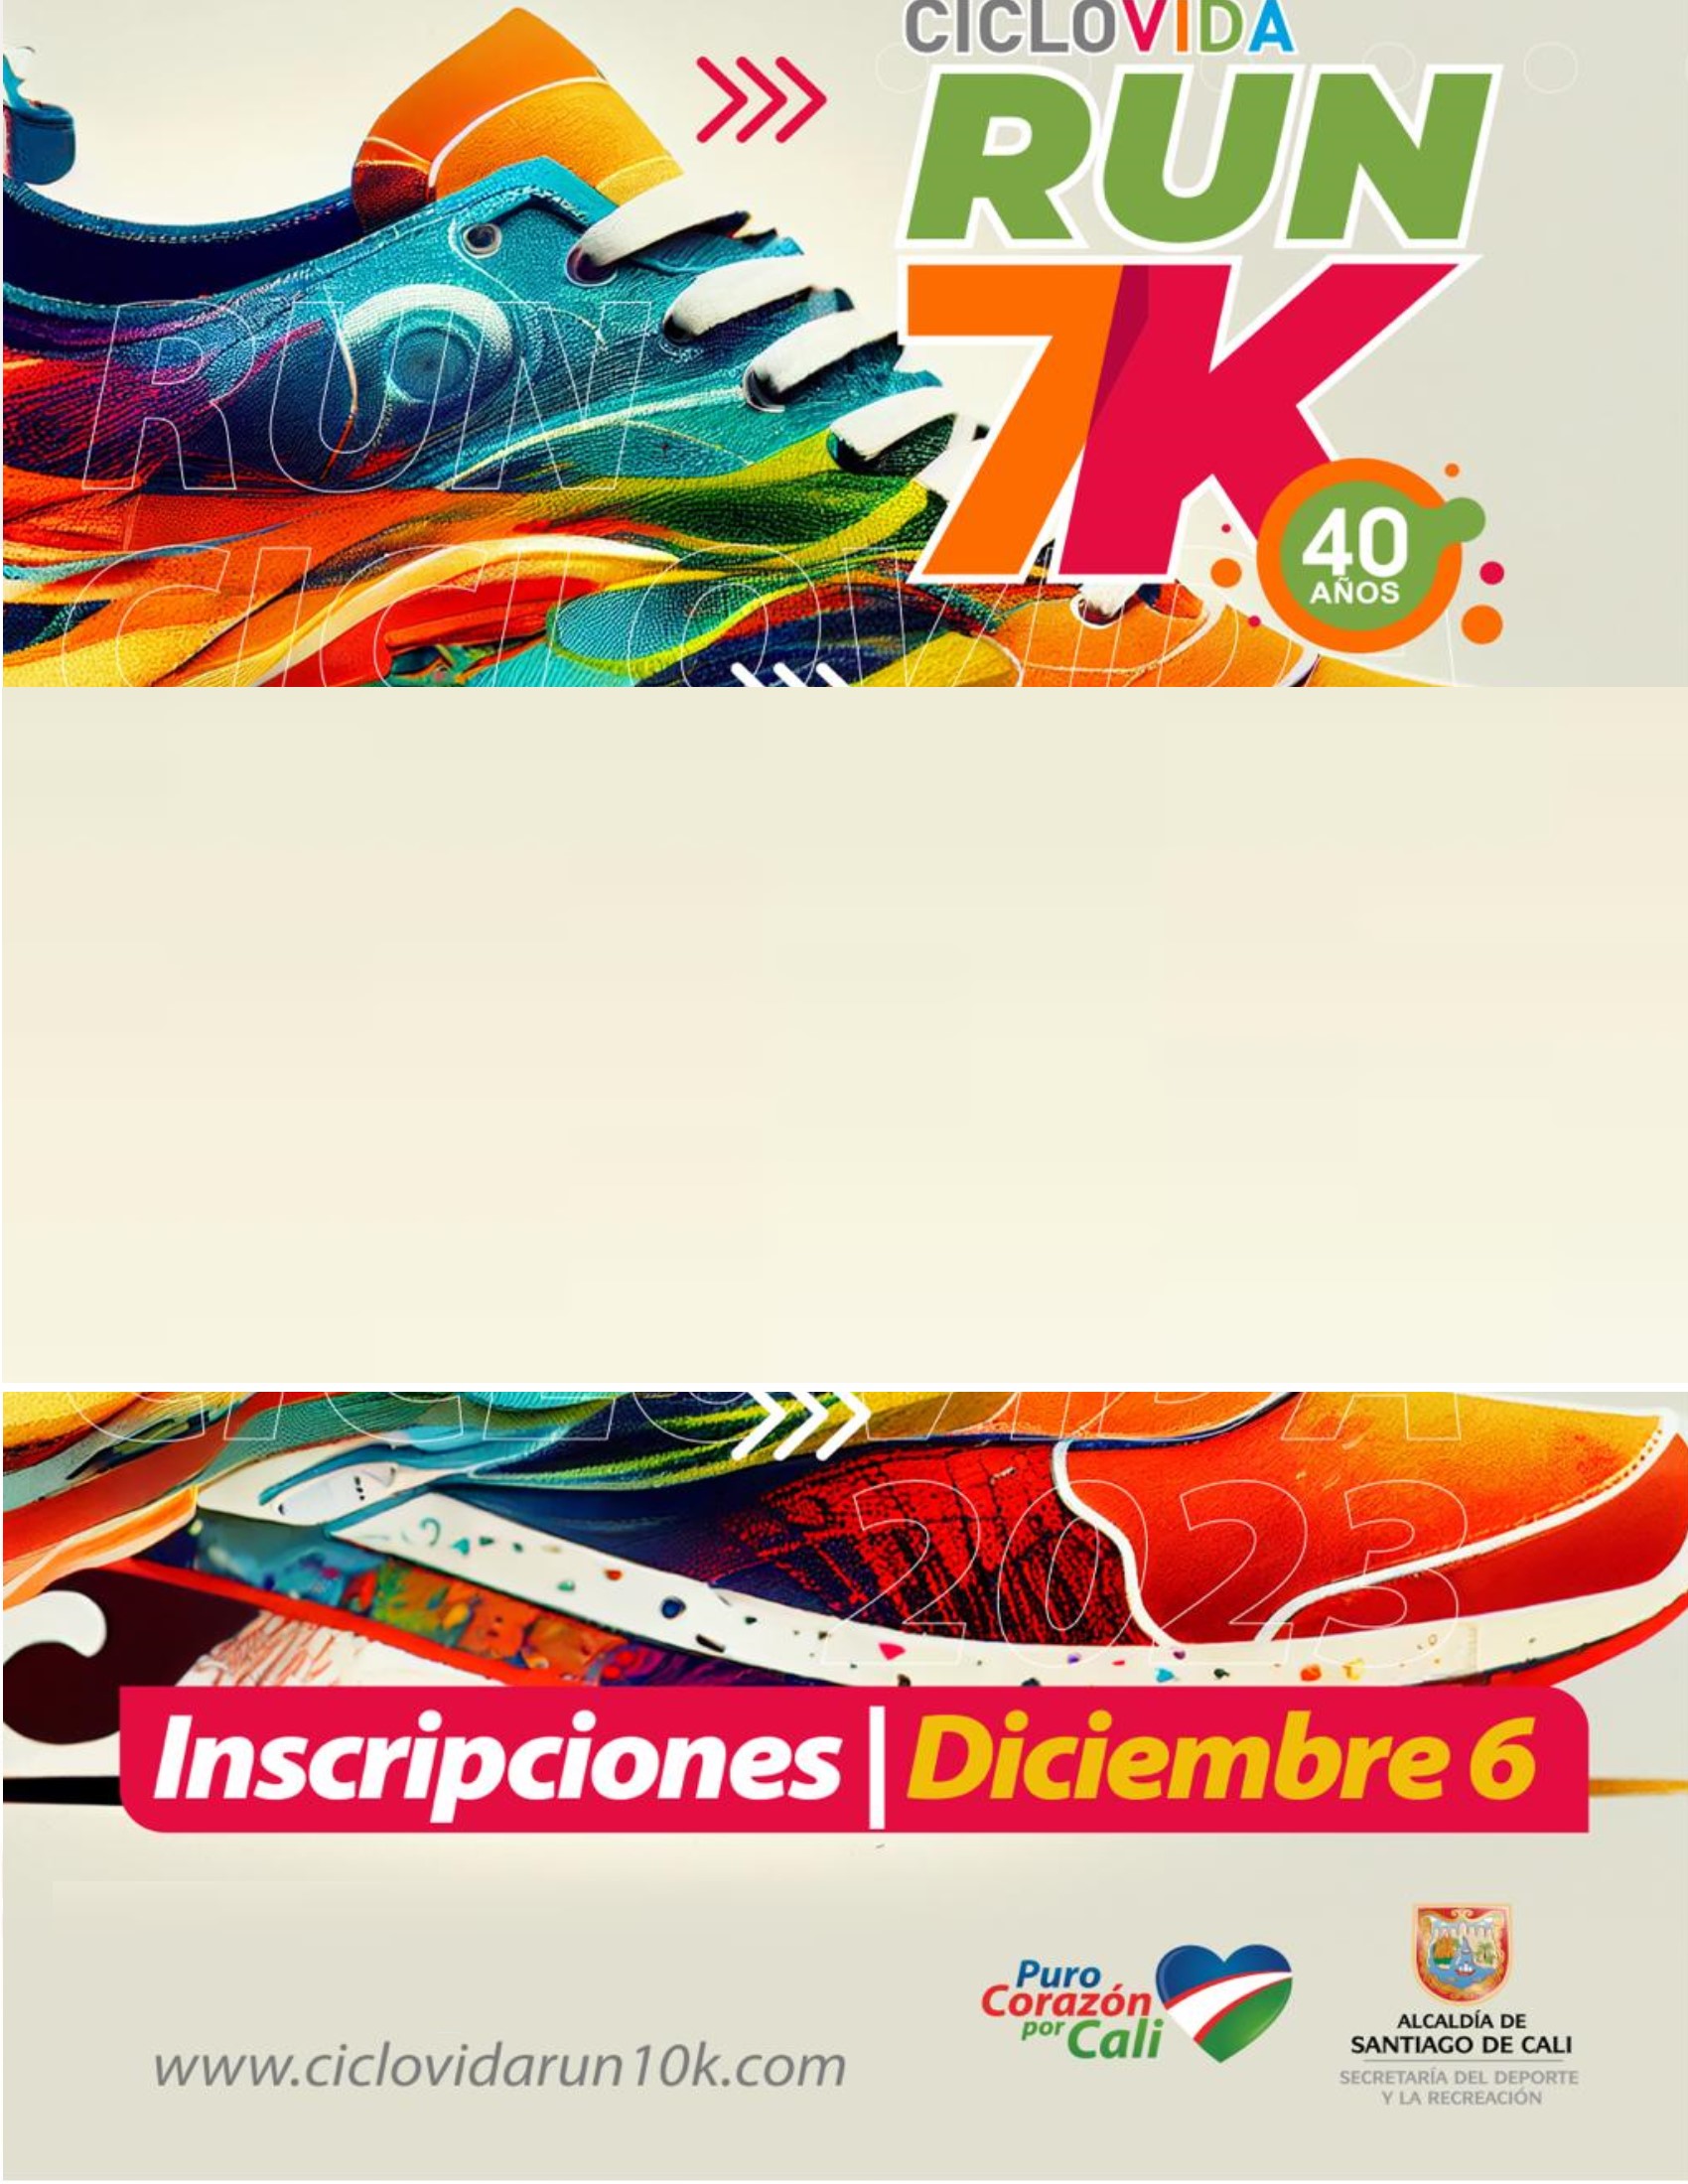 CICLOVIDA
RUN
7K
40
AÑOS
RUN
CICLOVIDA
CICLOVIDA
2023
Inscripciones | Diciembre 6
Puro
Corazón
por Cali
www.ciclovidarun10k.com
ALCALDÍA DE
SANTIAGO DE CALI
SECRETARÍA DEL DEPORTE
Y LA RECREACIÓN